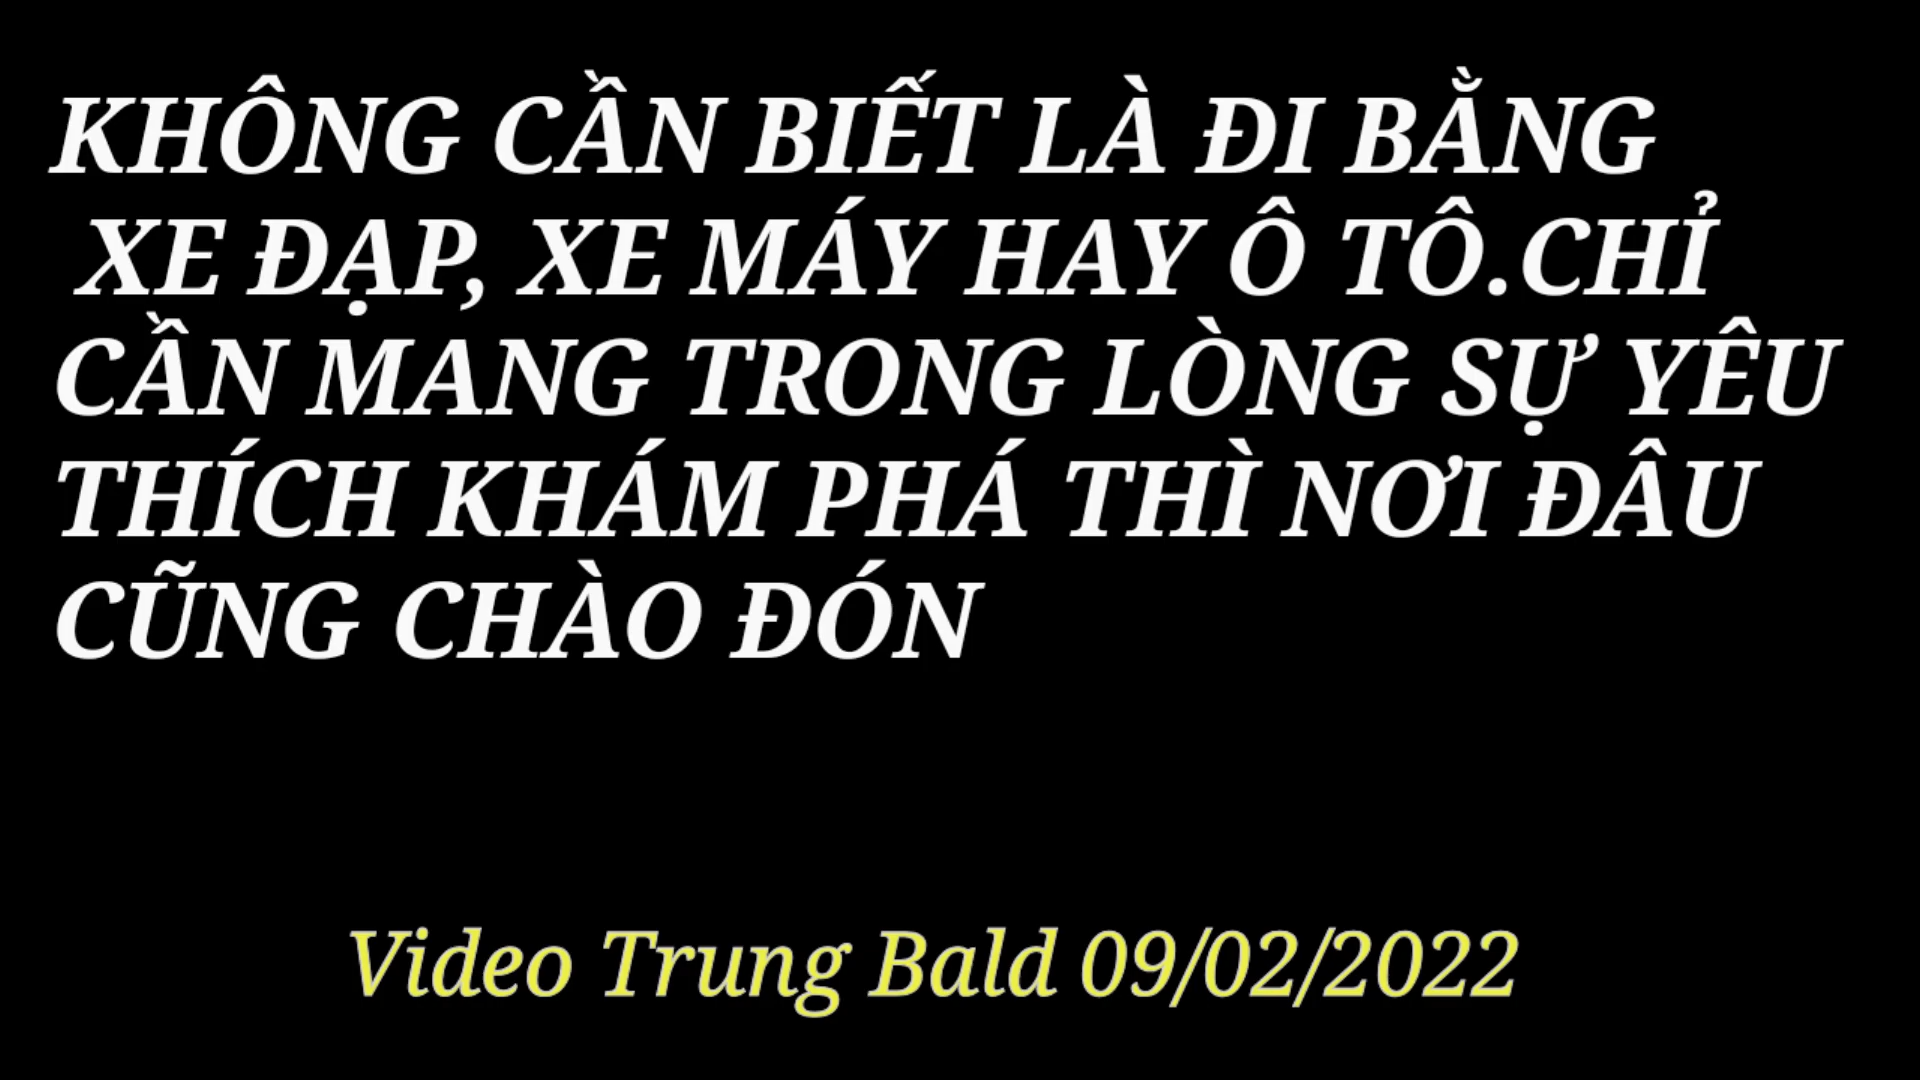 KHÔNG CẦN BIẾT LÀ ĐI BẰNG
XE ĐẠP, XE MÁY HAY Ô TÔ.CHỈ
CẦN MANG TRONG LÒNG SỰ YÊU
THÍCH KHÁM PHÁ THÌ NƠI ĐÂU
CŨNG CHÀO ĐÓN
Video Trung Bald 09/02/2022